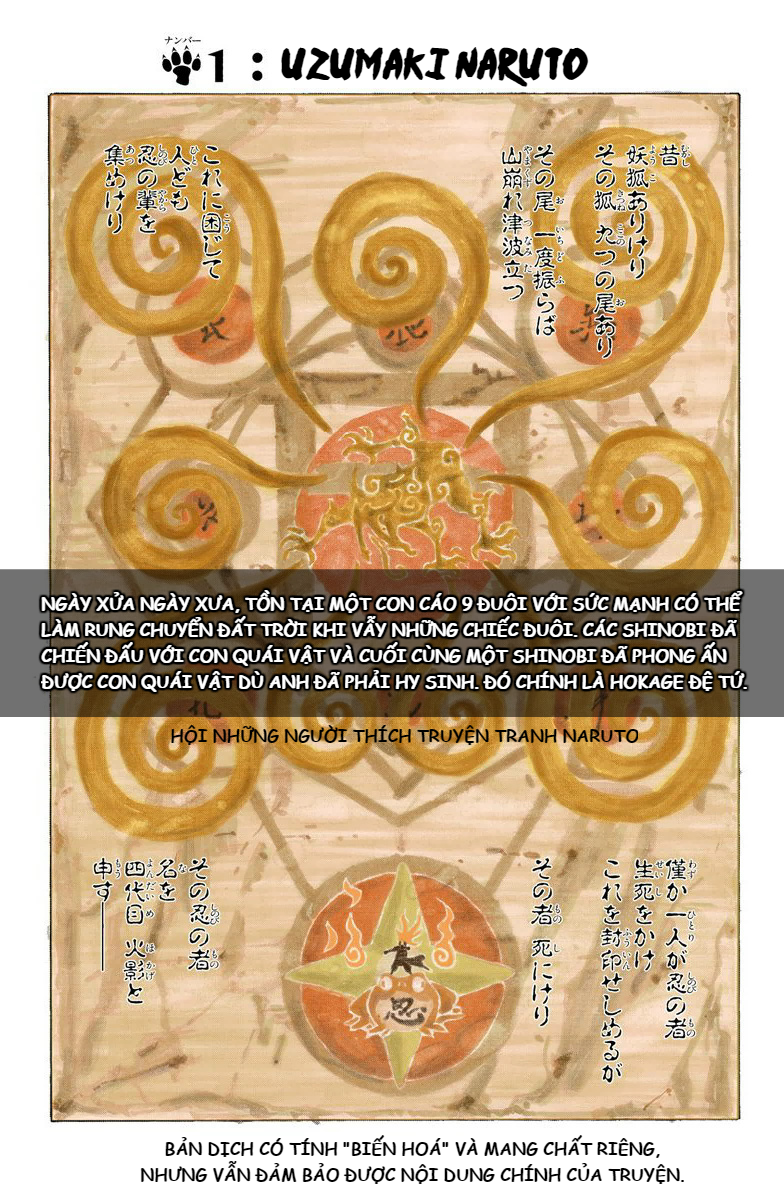 ナンバー
1 : UZUMAKI NARUTO
昔
妖狐ありけり
その狐 九つの尾あり
その尾 一度振らば
山崩れ津波立つ
これに困じて
人ども
忍の輩を
集めけり
NGÀY XỬA NGÀY XƯA, TỒN TẠI MỘT CON CÁO 9 ĐUÔI VỚI SỨC MẠNH CÓ THỂ
LÀM RUNG CHUYỂN ĐẤT TRỜI KHI VẪY NHỮNG CHIẾC ĐUÔI. CÁC SHINOBI ĐÃ
CHIẾN ĐẤU VỚI CON QUÁI VẬT VÀ CUỐI CÙNG MỘT SHINOBI ĐÃ PHONG ẤN
ĐƯỢC CON QUÁI VẬT DÙ ANH ĐÃ PHẢI HY SINH. ĐÓ CHÍNH LÀ HOKAGE ĐỆ TỨ.
HỘI NHỮNG NGƯỜI THÍCH TRUYỆN TRANH NARUTO
僅か一人が忍の者
生死をかけ
これを封印せしめるが
その者 死にけり
その忍の者
名を
四代目 火影と
申す——
忍
BẢN DỊCH CÓ TÍNH "BIẾN HOÁ" VÀ MANG CHẤT RIÊNG,
NHƯNG VẪN ĐẢM BẢO ĐƯỢC NỘI DUNG CHÍNH CỦA TRUYỆN.